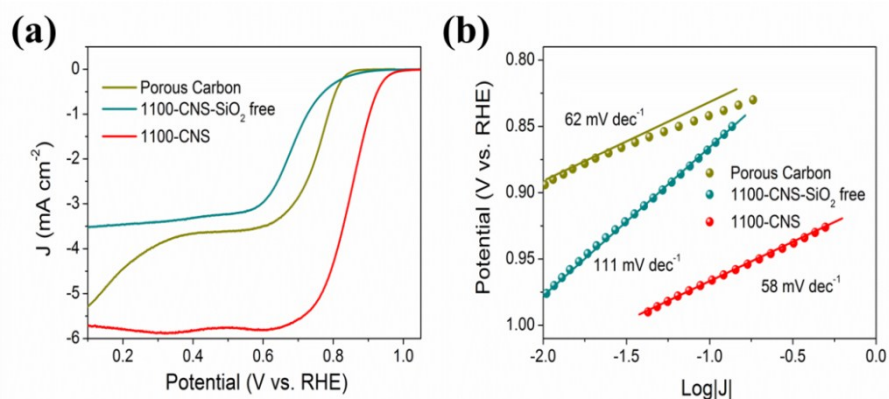 (a)
0
-1
-2
-3
-4
-5
-6
J (mA cm⁻²)
Porous Carbon
1100-CNS-SiO₂ free
1100-CNS
0.2 0.4 0.6 0.8 1.0
Potential (V vs. RHE)
(b)
0.80
0.85
0.90
0.95
1.00
Potential (V vs. RHE)
62 mV dec⁻¹
Porous Carbon
1100-CNS-SiO₂ free
1100-CNS
111 mV dec⁻¹
58 mV dec⁻¹
-2.0 -1.5 -1.0 -0.5 0.0
Log|J|